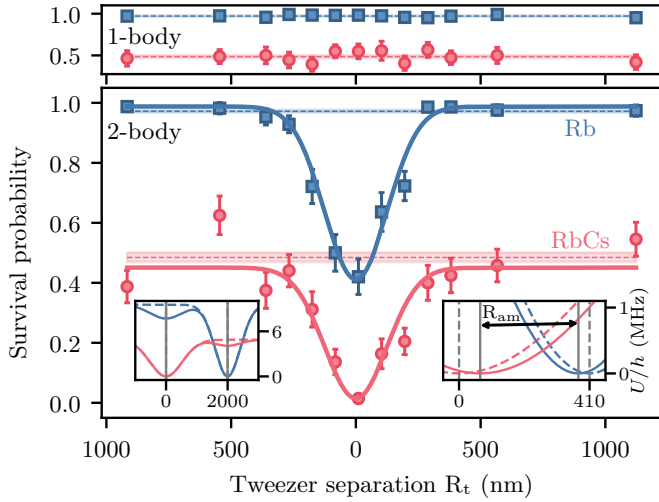 1.0
0.5
1-body
1.0
0.8
0.6
0.4
0.2
0.0
2-body
Rb
RbCs
Survival probability
6
0
0
2000
R_am
1
0
U/h (MHz)
0
410
1000
500
0
500
1000
Tweezer separation R_t (nm)